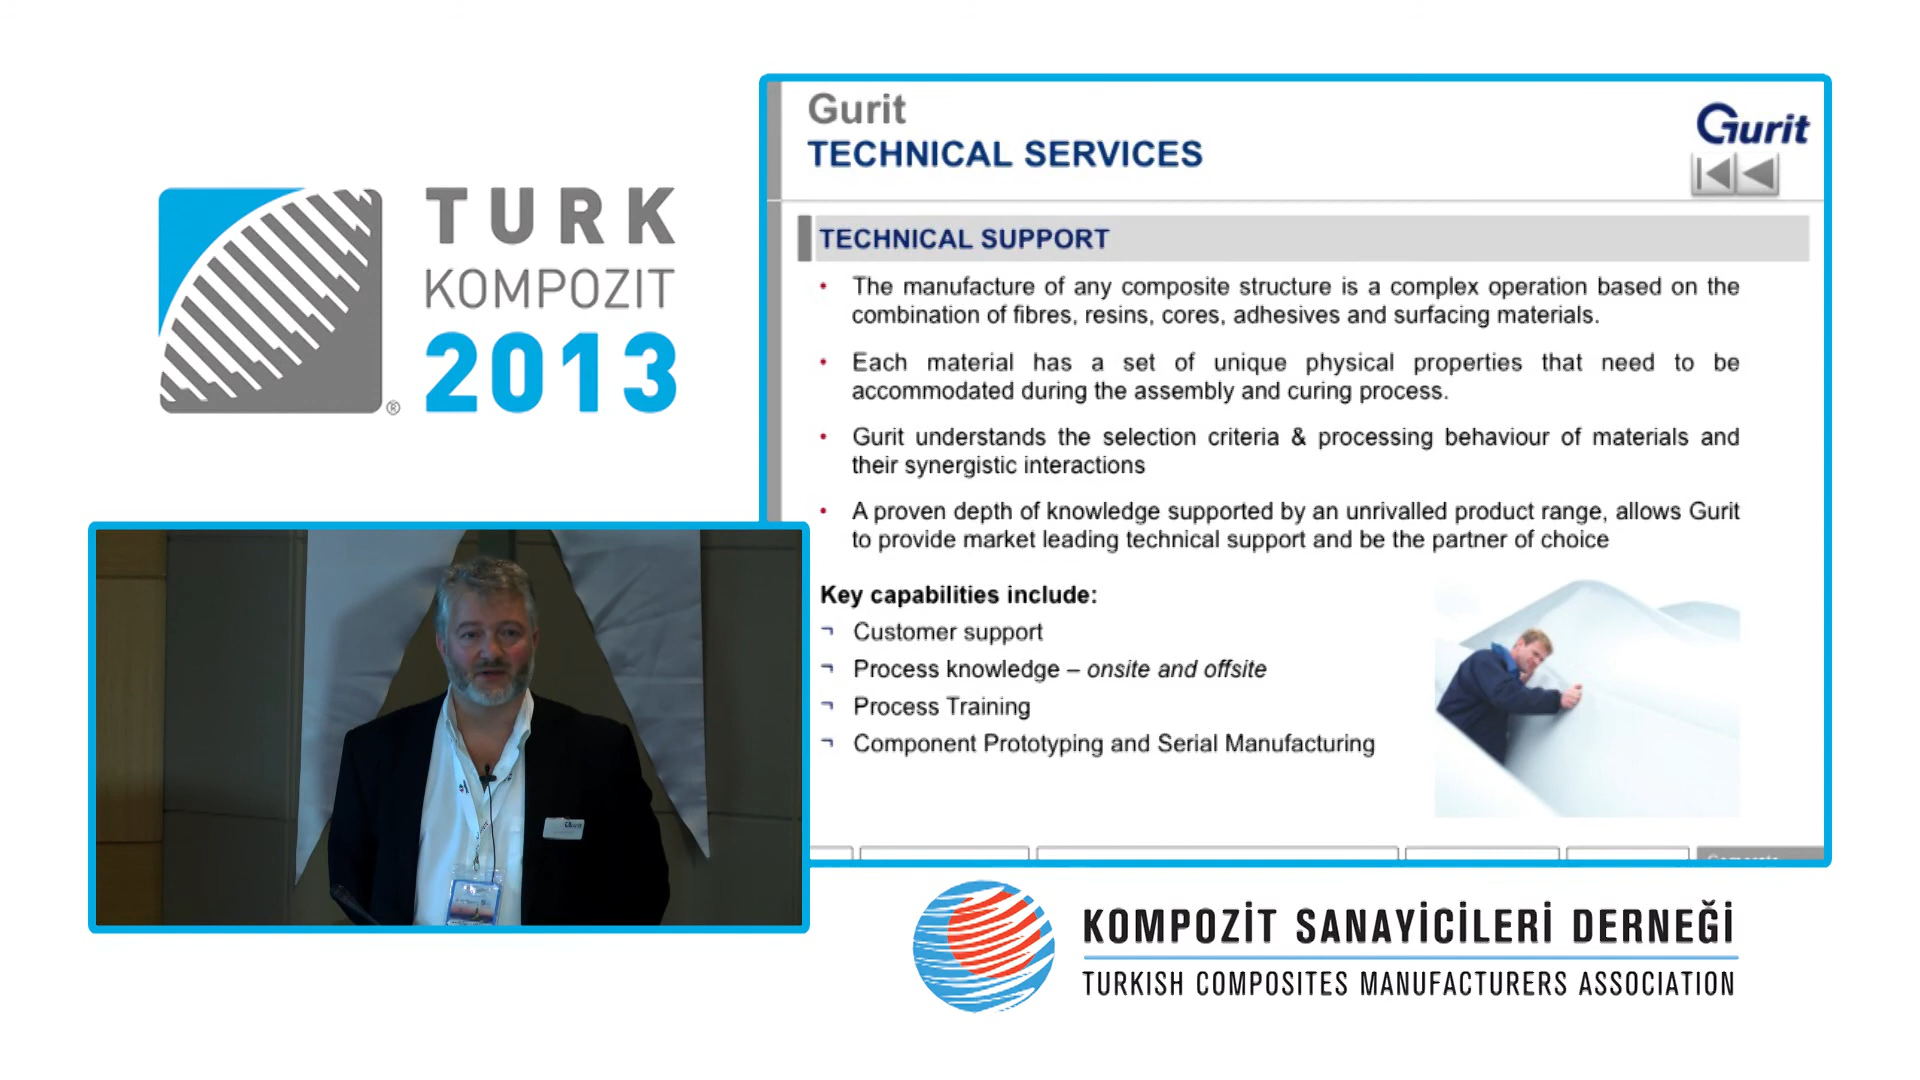 TURK
KOMPOZIT
2013
®
Gurit
TECHNICAL SERVICES
Gurit
TECHNICAL SUPPORT
• The manufacture of any composite structure is a complex operation based on the
combination of fibres, resins, cores, adhesives and surfacing materials.
• Each material has a set of unique physical properties that need to be
accommodated during the assembly and curing process.
• Gurit understands the selection criteria & processing behaviour of materials and
their synergistic interactions
• A proven depth of knowledge supported by an unrivalled product range, allows Gurit
to provide market leading technical support and be the partner of choice
Key capabilities include:
¬ Customer support
¬ Process knowledge – onsite and offsite
¬ Process Training
¬ Component Prototyping and Serial Manufacturing
Gurit
KOMPOZİT SANAYİCİLERİ DERNEĞİ
TURKISH COMPOSITES MANUFACTURERS ASSOCIATION